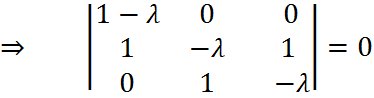 ⇒ |1 − λ 0 0|
|1 −λ 1| = 0
|0 1 −λ|